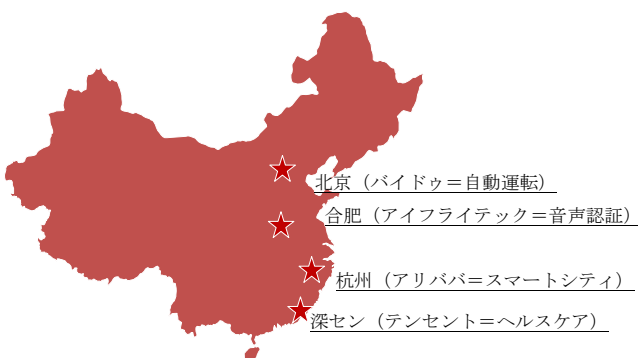 北京（バイドゥ＝自動運転）
合肥（アイフライテック＝音声認証）
杭州（アリババ＝スマートシティ）
深セン（テンセント＝ヘルスケア）